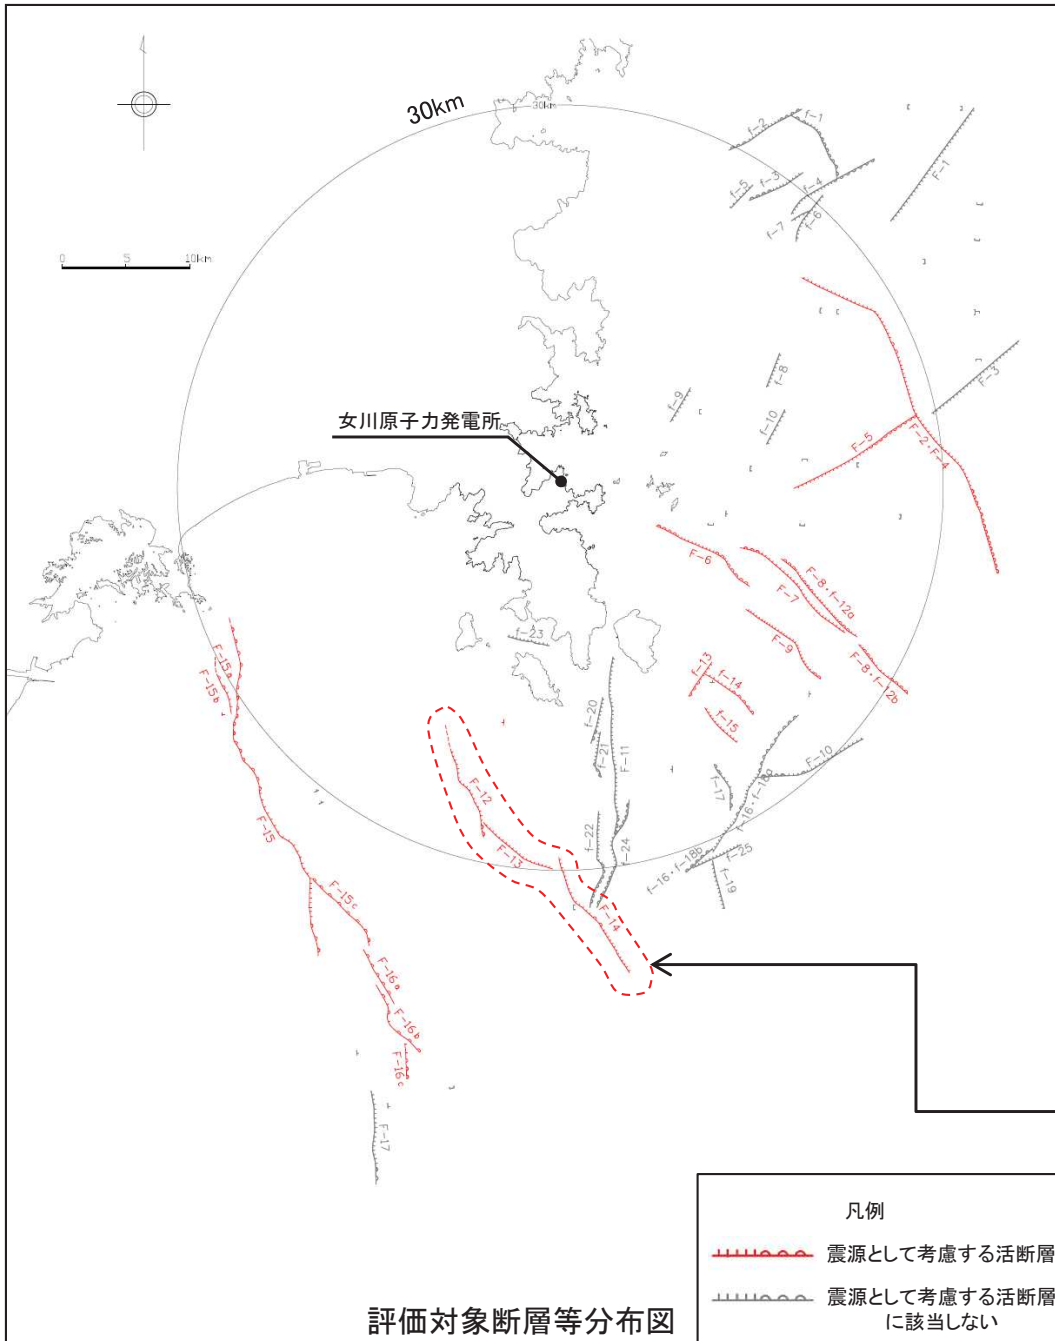 30km
30km
f-2
f-1
F-1
f-5
f-3
f-4
f-7
f-6
0 5 10km
F-3
f-8
f-9
f-10
女川原子力発電所
F-5
F-2・F-4
F-6
F-8・f-12a
F-7
f-23
F-9
F-8・f-12b
F-15a
F-15b
f-13
f-14
f-15
f-20
f-21
F-11
F-10
F-12
f-17
f-16・f-18a
F-15
f-22
f-24
F-13
f-16・f-18b
f-25
f-19
F-15c
F-14
F-16a
F-16b
F-16c
F-17
凡例
震源として考慮する活断層
震源として考慮する活断層
に該当しない
評価対象断層等分布図